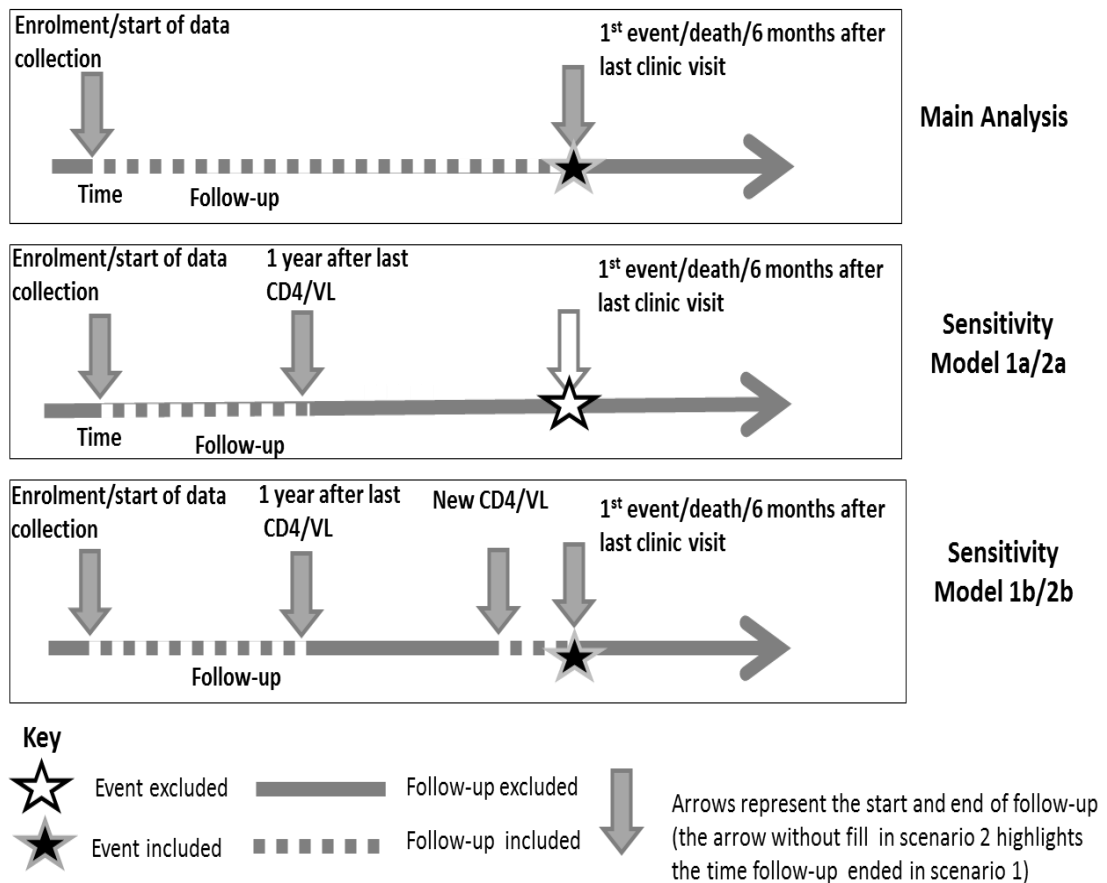 Enrolment/start of data
collection
1st event/death/6 months after
last clinic visit
Main Analysis
Time
Follow-up
Enrolment/start of data
collection
1 year after last
CD4/VL
1st event/death/6 months after
last clinic visit
Sensitivity
Model 1a/2a
Time
Follow-up
Enrolment/start of data
collection
1 year after last
CD4/VL
New CD4/VL
1st event/death/6 months after
last clinic visit
Sensitivity
Model 1b/2b
Follow-up
Key
Event excluded
Follow-up excluded
Event included
Follow-up included
Arrows represent the start and end of follow-up
(the arrow without fill in scenario 2 highlights
the time follow-up ended in scenario 1)